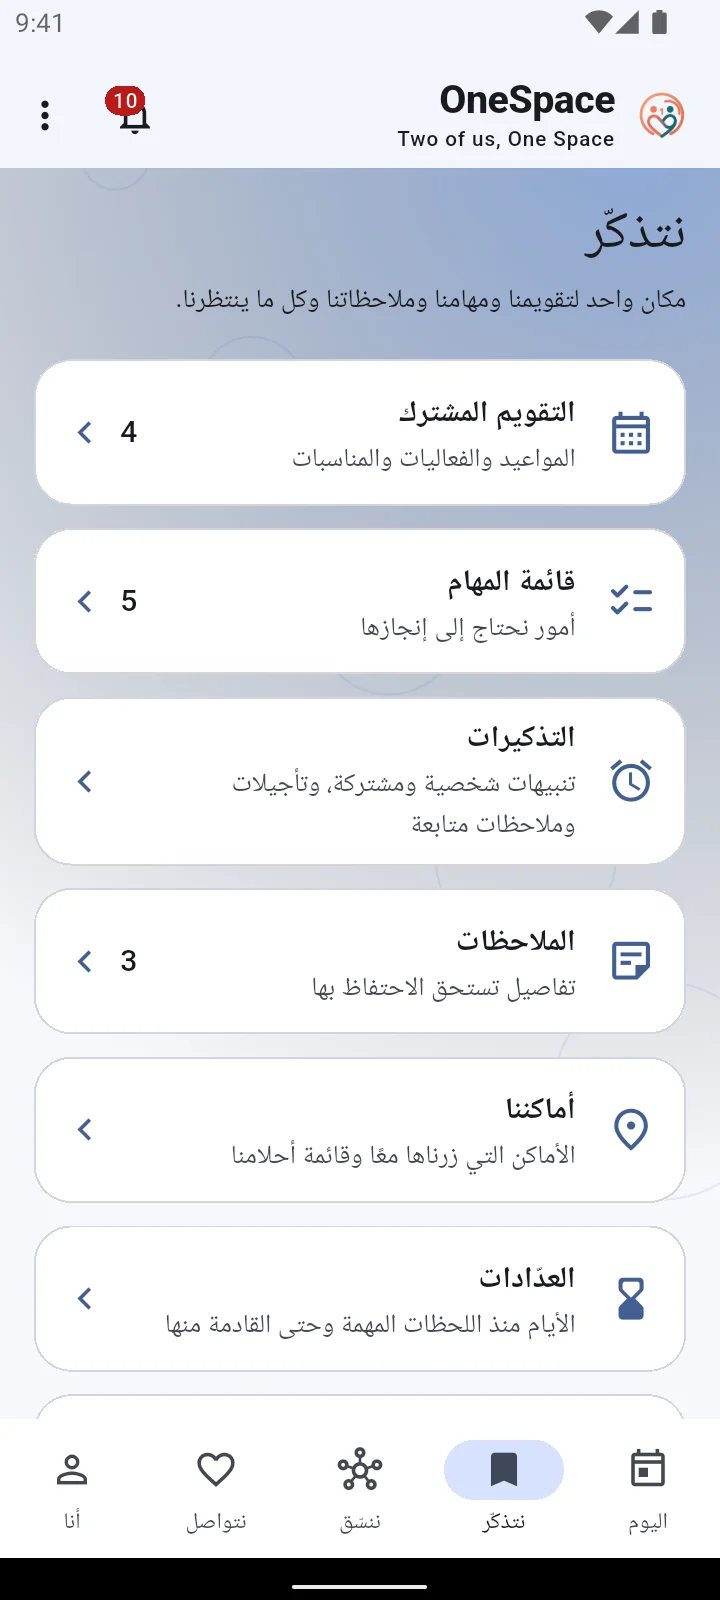 9:41
OneSpace
Two of us, One Space
10
نتذكّر
مكان واحد لتقويمنا ومهامنا وملاحظاتنا وكل ما ينتظرنا.
التقويم المشترك
المواعيد والفعاليات والمناسبات
4
قائمة المهام
أمور نحتاج إلى إنجازها
5
التذكيرات
تنبيهات شخصية ومشتركة، وتأجيلات
وملاحظات متابعة
الملاحظات
تفاصيل تستحق الاحتفاظ بها
3
أماكننا
الأماكن التي زرناها معًا وقائمة أحلامنا
العدّادات
الأيام منذ اللحظات المهمة وحتى القادمة منها
اليوم
نتذكّر
ننسّق
نتواصل
أنا